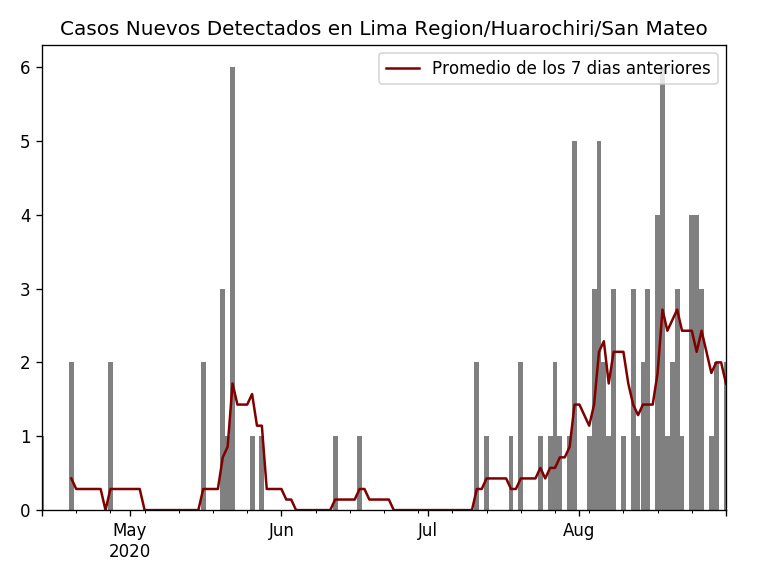 Casos Nuevos Detectados en Lima Region/Huarochiri/San Mateo
Promedio de los 7 dias anteriores
6
5
4
3
2
1
0
May
2020
Jun
Jul
Aug